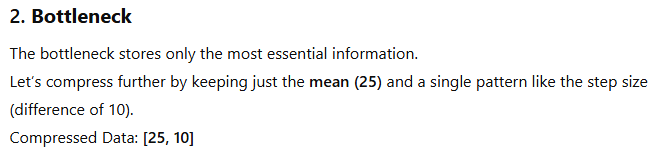 2. Bottleneck
The bottleneck stores only the most essential information.
Let’s compress further by keeping just the mean (25) and a single pattern like the step size
(difference of 10).
Compressed Data: [25, 10]